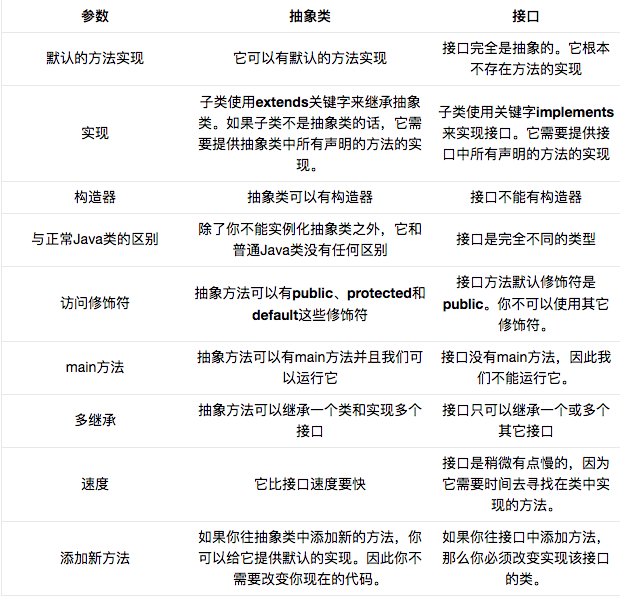 参数
抽象类
接口
默认的方法实现
它可以有默认的方法实现
接口完全是抽象的。它根本
不存在方法的实现
实现
子类使用extends关键字来继承抽象
类。如果子类不是抽象类的话，它需
要提供抽象类中所有声明的方法的实
现。
子类使用关键字implements
来实现接口。它需要提供接
口中所有声明的方法的实现
构造器
抽象类可以有构造器
接口不能有构造器
与正常Java类的区别
除了你不能实例化抽象类之外，它和
普通Java类没有任何区别
接口是完全不同的类型
访问修饰符
抽象方法可以有public、protected和
default这些修饰符
接口方法默认修饰符是
public。你不可以使用其它
修饰符。
main方法
抽象方法可以有main方法并且我们可
以运行它
接口没有main方法，因此我
们不能运行它。
多继承
抽象方法可以继承一个类和实现多个
接口
接口只可以继承一个或多个
其它接口
速度
它比接口速度要快
接口是稍微有点慢的，因为
它需要时间去寻找在类中实
现的方法。
添加新方法
如果你往抽象类中添加新的方法，你
可以给它提供默认的实现。因此你不
需要改变你现在的代码。
如果你往接口中添加方法，
那么你必须改变实现该接口
的类。